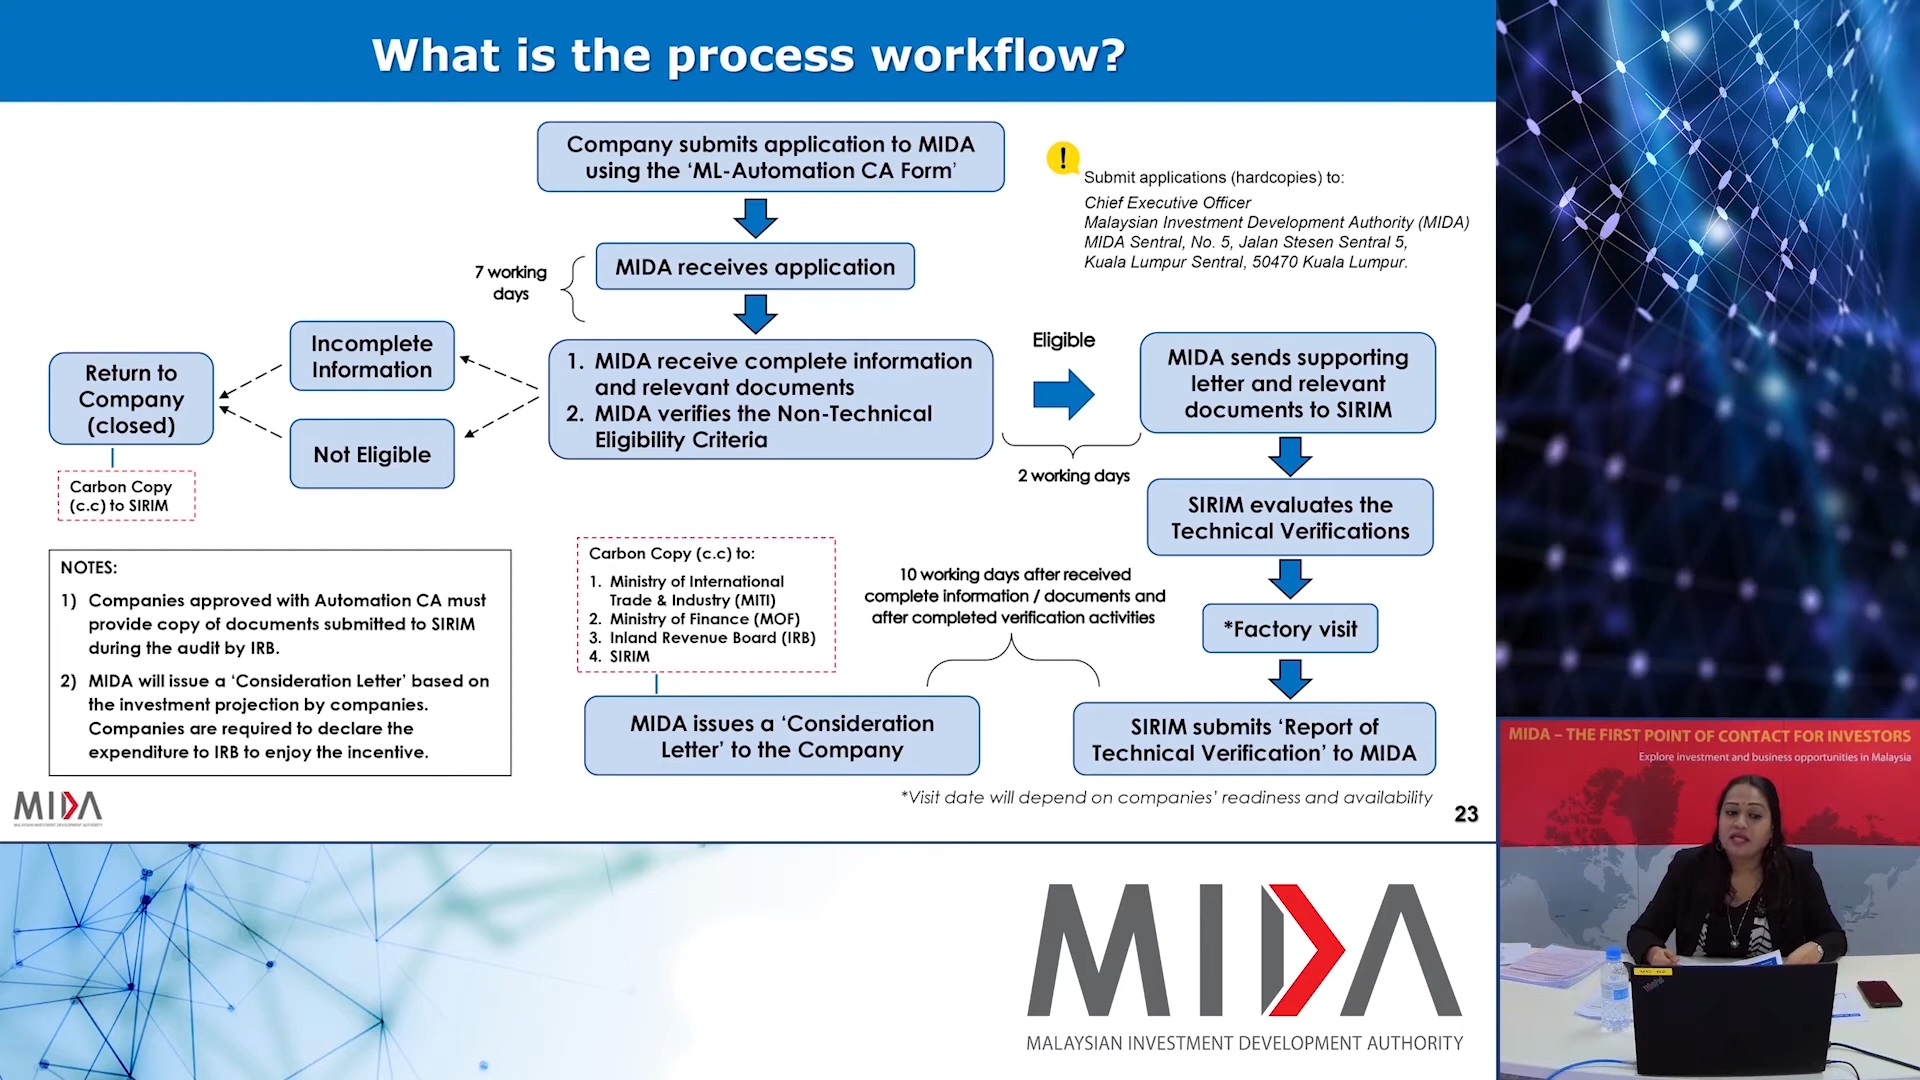 What is the process workflow?
Company submits application to MIDA
using the ‘ML-Automation CA Form’
!
Submit applications (hardcopies) to:
Chief Executive Officer
Malaysian Investment Development Authority (MIDA)
MIDA Sentral, No. 5, Jalan Stesen Sentral 5,
Kuala Lumpur Sentral, 50470 Kuala Lumpur.
7 working
days
MIDA receives application
1. MIDA receive complete information
and relevant documents
2. MIDA verifies the Non-Technical
Eligibility Criteria
Incomplete
Information
Not Eligible
Return to
Company
(closed)
Carbon Copy
(c.c) to SIRIM
Eligible
2 working days
MIDA sends supporting
letter and relevant
documents to SIRIM
SIRIM evaluates the
Technical Verifications
*Factory visit
SIRIM submits ‘Report of
Technical Verification’ to MIDA
10 working days after received
complete information / documents and
after completed verification activities
MIDA issues a ‘Consideration
Letter’ to the Company
Carbon Copy (c.c) to:
1. Ministry of International
Trade & Industry (MITI)
2. Ministry of Finance (MOF)
3. Inland Revenue Board (IRB)
4. SIRIM
NOTES:
1) Companies approved with Automation CA must
provide copy of documents submitted to SIRIM
during the audit by IRB.
2) MIDA will issue a ‘Consideration Letter’ based on
the investment projection by companies.
Companies are required to declare the
expenditure to IRB to enjoy the incentive.
*Visit date will depend on companies’ readiness and availability
23
MIDA
MALAYSIAN INVESTMENT DEVELOPMENT AUTHORITY
MIDA
MALAYSIAN INVESTMENT DEVELOPMENT AUTHORITY
MIDA – THE FIRST POINT OF CONTACT FOR INVESTORS
Explore investment and business opportunities in Malaysia